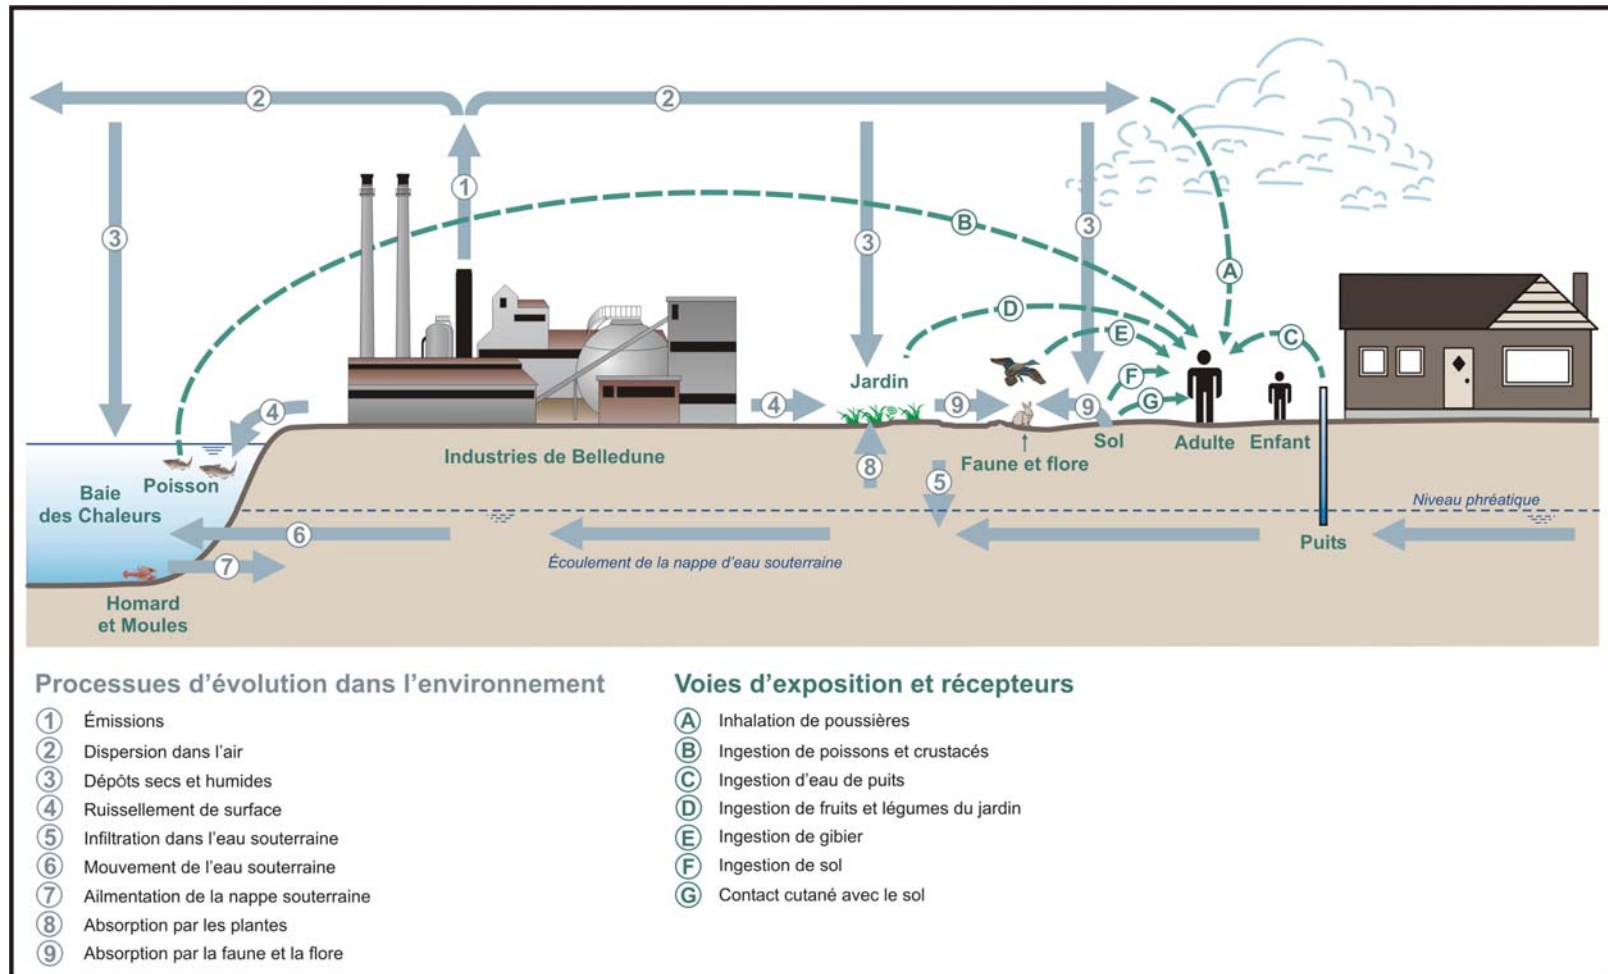 2
2
1
3
3
3
B
A
D
E
C
F
G
Jardin
4
4
9
9
Sol
Adulte
Enfant
Industries de Belledune
Faune et flore
8
5
Poisson
Baie
des Chaleurs
Niveau phréatique
6
Puits
7
Écoulement de la nappe d'eau souterraine
Homard
et Moules
Processues d'évolution dans l'environnement
1 Émissions
2 Dispersion dans l'air
3 Dépôts secs et humides
4 Ruissellement de surface
5 Infiltration dans l'eau souterraine
6 Mouvement de l'eau souterraine
7 Ailmentation de la nappe souterraine
8 Absorption par les plantes
9 Absorption par la faune et la flore
Voies d'exposition et récepteurs
A Inhalation de poussières
B Ingestion de poissons et crustacés
C Ingestion d'eau de puits
D Ingestion de fruits et légumes du jardin
E Ingestion de gibier
F Ingestion de sol
G Contact cutané avec le sol